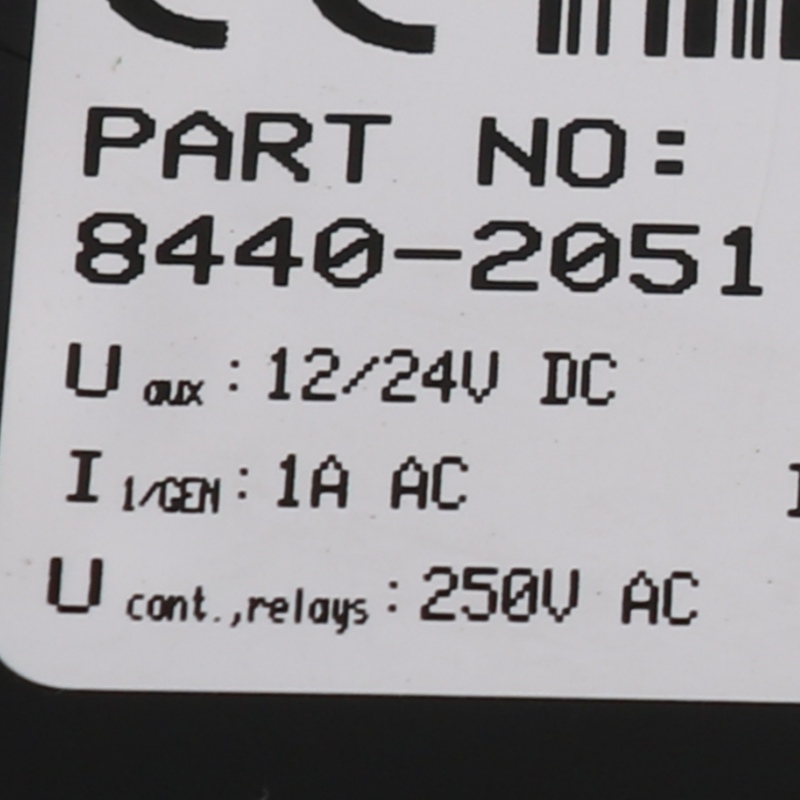 PART NO:
8440-2051
U aux : 12/24V DC
I 1/GEN : 1A AC
U cont.,relays : 250V AC